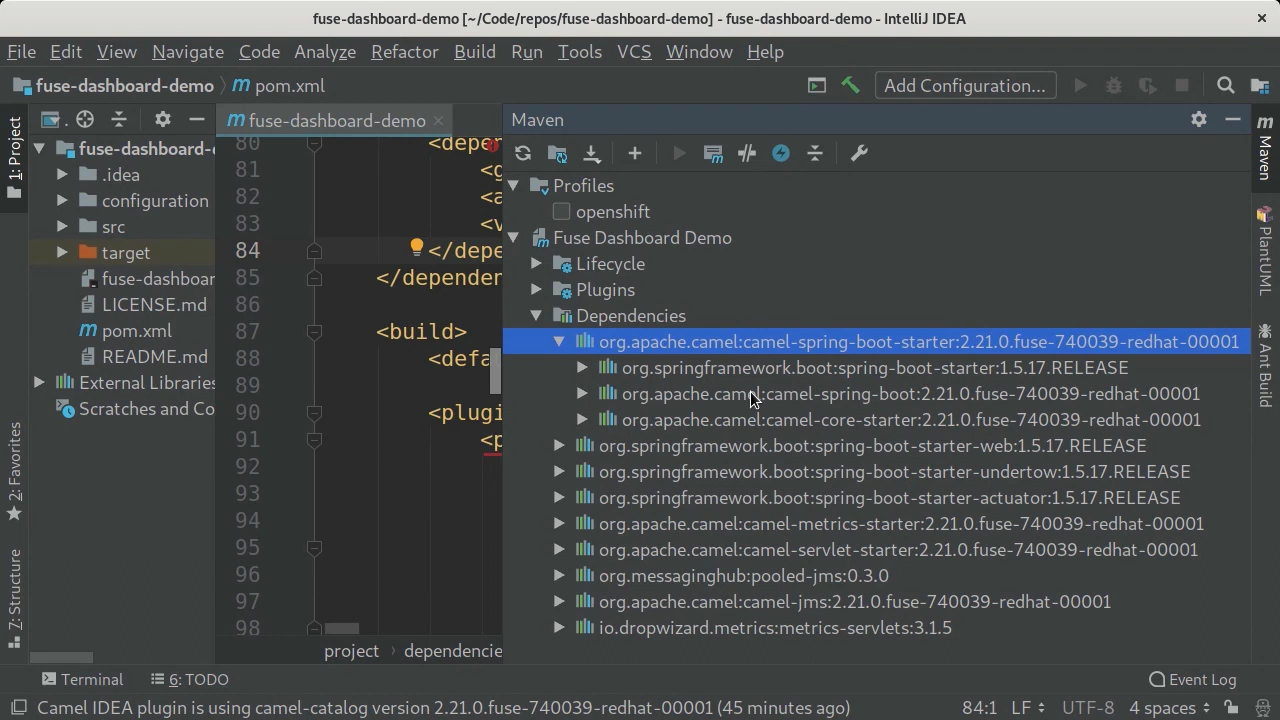 fuse-dashboard-demo [~/Code/repos/fuse-dashboard-demo] - fuse-dashboard-demo - IntelliJ IDEA
File Edit View Navigate Code Analyze Refactor Build Run Tools VCS Window Help
fuse-dashboard-demo m pom.xml Add Configuration...
1: Project
2: Favorites
7: Structure
fuse-dashboard-d
.idea
configuration
src
target
fuse-dashboar
LICENSE.md
m pom.xml
README.md
External Libraries
Scratches and Co
m fuse-dashboard-demo
80 <deper
81 <g
82 <a
83 <v
84 </depe
85 </dependen
86
87 <build>
88 <defa
89
90 <plugi
91 <p
92
93
94
95
96
97
98
project › dependencie
Maven
Profiles
openshift
Fuse Dashboard Demo
Lifecycle
Plugins
Dependencies
org.apache.camel:camel-spring-boot-starter:2.21.0.fuse-740039-redhat-00001
org.springframework.boot:spring-boot-starter:1.5.17.RELEASE
org.apache.camel:camel-spring-boot:2.21.0.fuse-740039-redhat-00001
org.apache.camel:camel-core-starter:2.21.0.fuse-740039-redhat-00001
org.springframework.boot:spring-boot-starter-web:1.5.17.RELEASE
org.springframework.boot:spring-boot-starter-undertow:1.5.17.RELEASE
org.springframework.boot:spring-boot-starter-actuator:1.5.17.RELEASE
org.apache.camel:camel-metrics-starter:2.21.0.fuse-740039-redhat-00001
org.apache.camel:camel-servlet-starter:2.21.0.fuse-740039-redhat-00001
org.messaginghub:pooled-jms:0.3.0
org.apache.camel:camel-jms:2.21.0.fuse-740039-redhat-00001
io.dropwizard.metrics:metrics-servlets:3.1.5
m Maven
PlantUML
Ant Build
Terminal 6: TODO Event Log
Camel IDEA plugin is using camel-catalog version 2.21.0.fuse-740039-redhat-00001 (45 minutes ago) 84:1 LF UTF-8 4 spaces